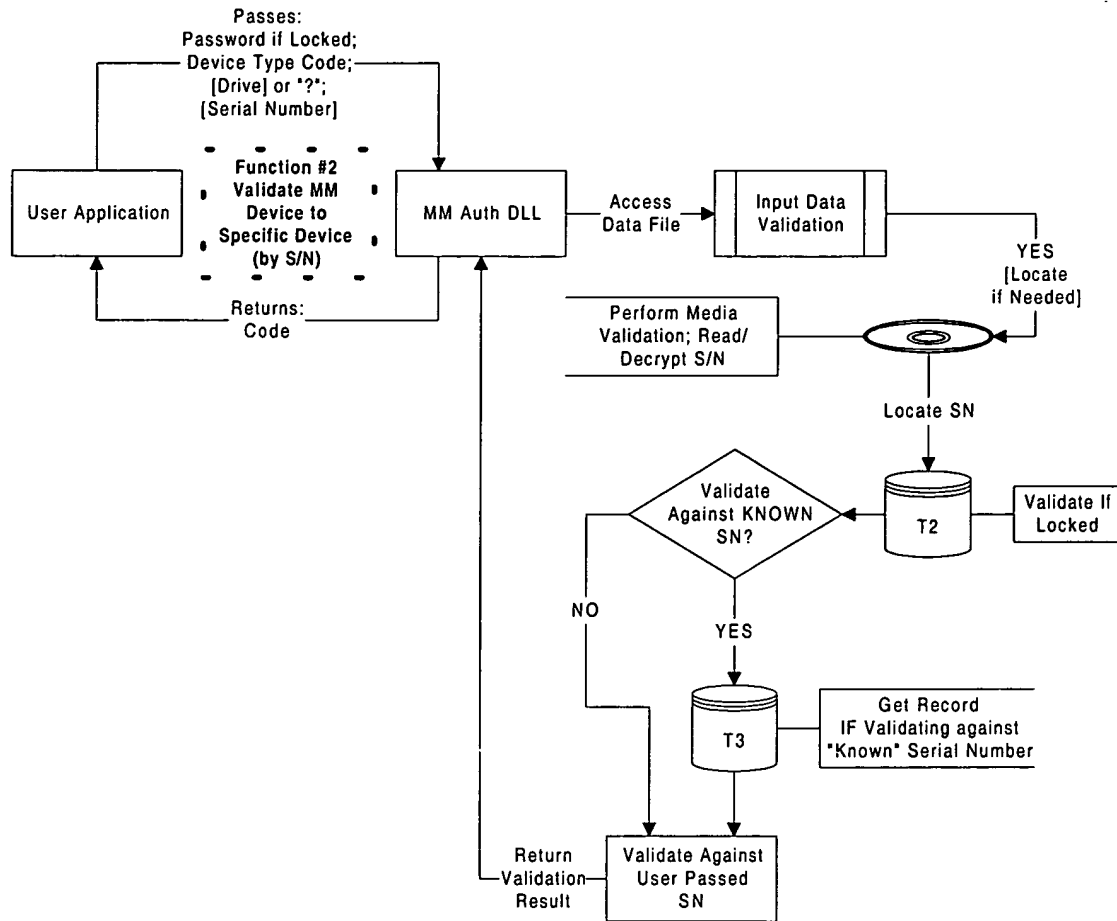 Passes:
Password if Locked;
Device Type Code;
[Drive] or "?";
[Serial Number]
Function #2
Validate MM
Device to
Specific Device
(by S/N)
User Application
MM Auth DLL
Access
Data File
Input Data
Validation
YES
[Locate
if Needed]
Returns:
Code
Perform Media
Validation; Read/
Decrypt S/N
Locate SN
Validate
Against KNOWN
SN?
T2
Validate If
Locked
NO
YES
T3
Get Record
IF Validating against
"Known" Serial Number
Return
Validation
Result
Validate Against
User Passed
SN